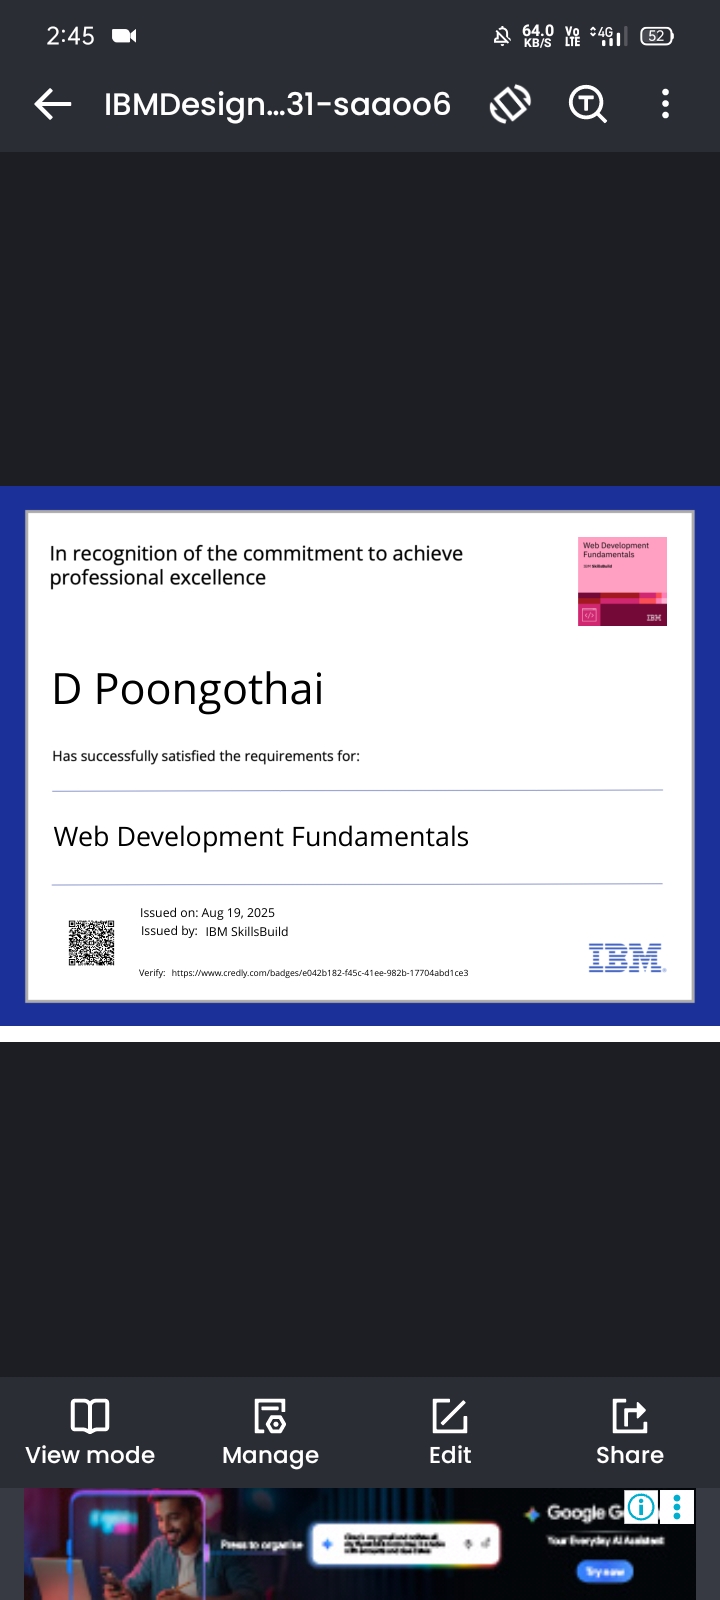 2:45
64.0
KB/S
Vo
LTE
4G
52
IBMDesign...31-saaoo6
In recognition of the commitment to achieve
professional excellence
Web Development
Fundamentals
IBM SkillsBuild
IBM
D Poongothai
Has successfully satisfied the requirements for:
Web Development Fundamentals
Issued on: Aug 19, 2025
Issued by: IBM SkillsBuild
Verify: https://www.credly.com/badges/e042b182-f45c-41ee-982b-17704abd1ce3
IBM
View mode
Manage
Edit
Share
Press to organise
Google G
Your Everyday AI Assistant
Try now